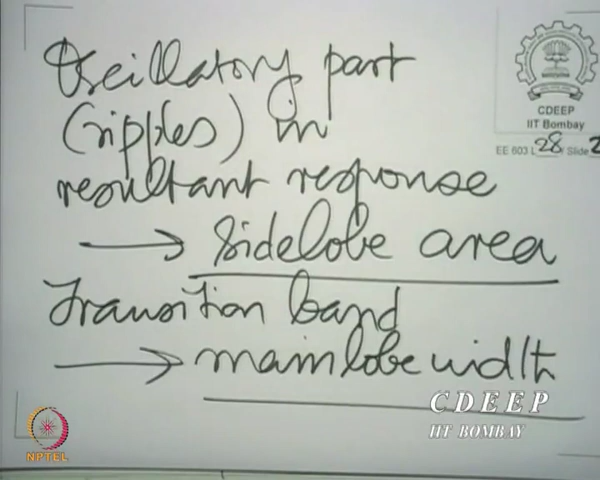 Oscillatory part
(ripples) in
resultant response
→ Sidelobe area
Transition band
→ mainlobe width
CDEEP
IIT Bombay
EE 603 L 28 / Slide 2
CDEEP
IIT BOMBAY
NPTEL